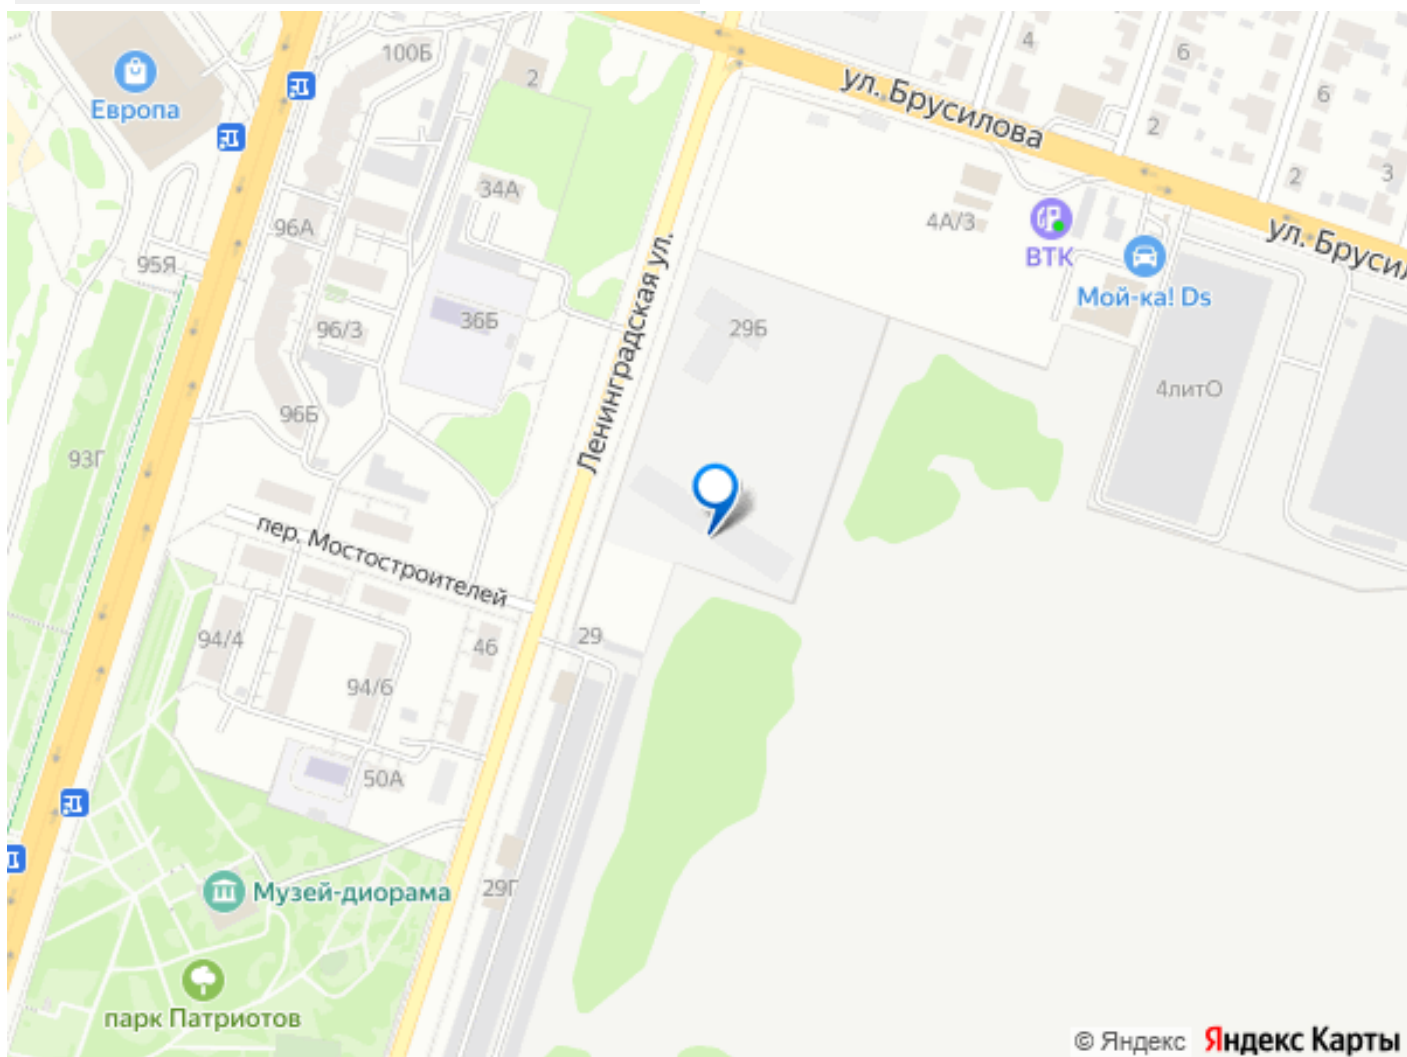 100Б
2
4
6
6
Европа
ул. Брусилова
2
2
3
34А
4А/3
ВТК
ул. Брусил
96А
95Я
Мой-ка! Ds
36Б
96/3
29Б
Ленинградская ул.
4литО
96Б
93Г
пер. Мостостроителей
94/4
46
29
94/6
50А
Музей-диорама
29Г
парк Патриотов
© Яндекс Яндекс Карты